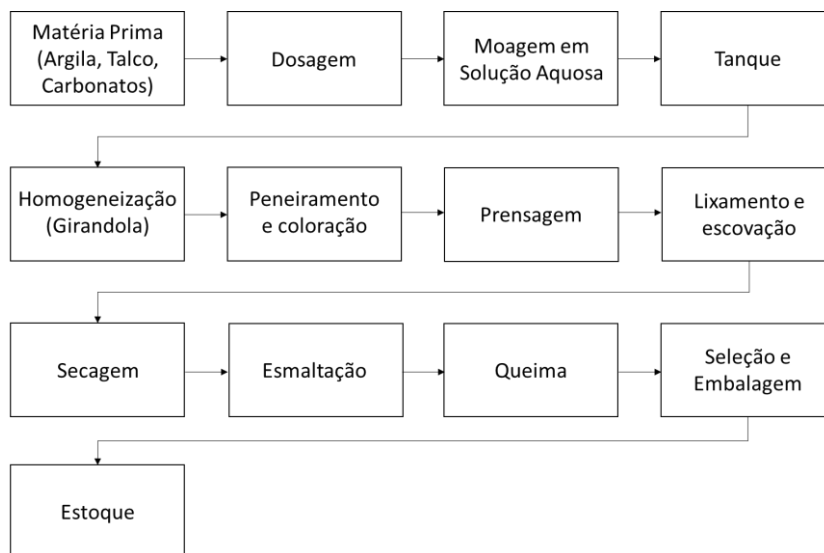 Matéria Prima
(Argila, Talco,
Carbonatos)
Dosagem
Moagem em
Solução Aquosa
Tanque
Homogeneização
(Girandola)
Peneiramento
e coloração
Prensagem
Lixamento e
escovação
Secagem
Esmaltação
Queima
Seleção e
Embalagem
Estoque